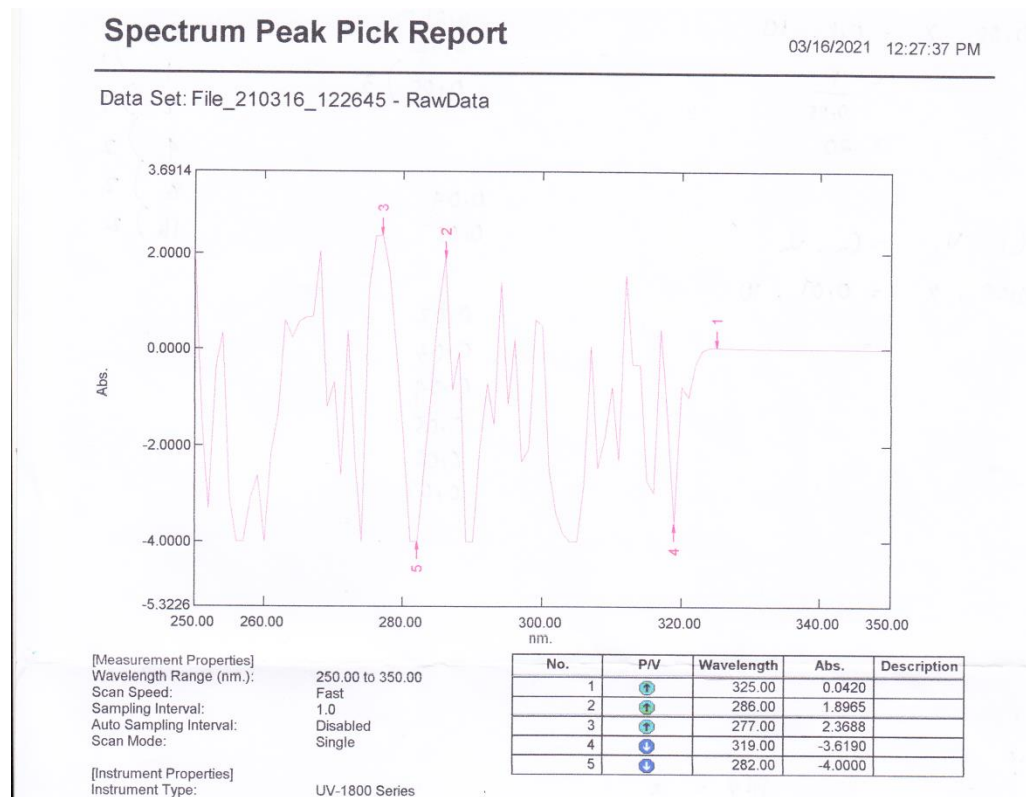 Spectrum Peak Pick Report
03/16/2021 12:27:37 PM
Data Set: File_210316_122645 - RawData
3.6914
2.0000
0.0000
-2.0000
-4.0000
-5.3226
Abs.
3
2
1
5
4
250.00 260.00 280.00 300.00 320.00 340.00 350.00
nm.
[Measurement Properties]
Wavelength Range (nm.): 250.00 to 350.00
Scan Speed: Fast
Sampling Interval: 1.0
Auto Sampling Interval: Disabled
Scan Mode: Single
[Instrument Properties]
Instrument Type: UV-1800 Series
No. P/V Wavelength Abs. Description
1 325.00 0.0420
2 286.00 1.8965
3 277.00 2.3688
4 319.00 -3.6190
5 282.00 -4.0000